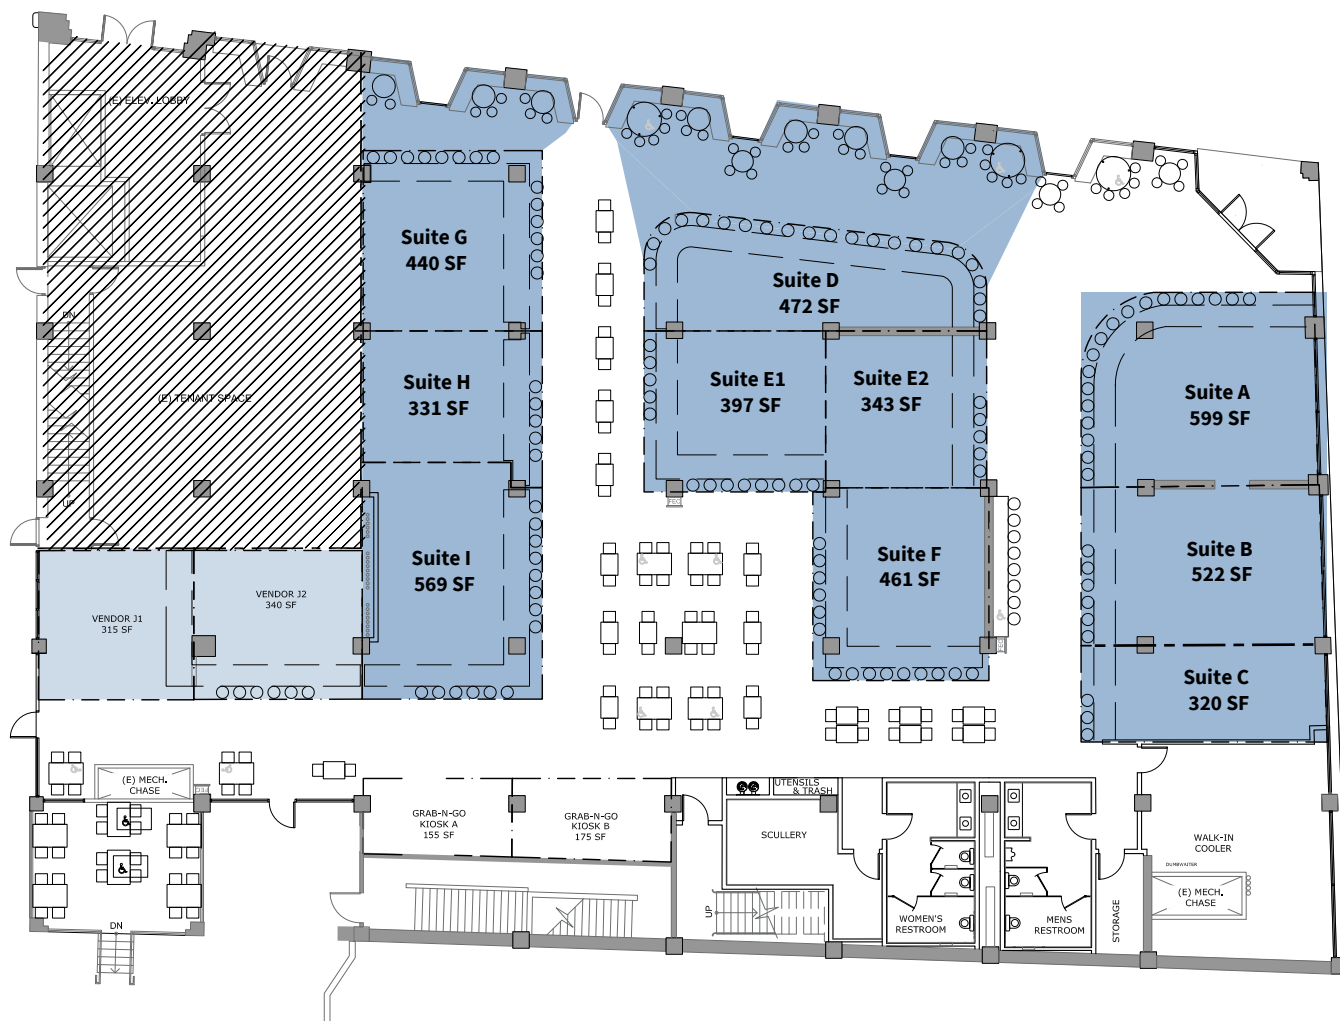 (E) ELEV. LOBBY
DN
(E) TENANT SPACE
UP
Suite G
440 SF
Suite H
331 SF
Suite I
569 SF
Suite D
472 SF
Suite E1
397 SF
Suite E2
343 SF
Suite F
461 SF
Suite A
599 SF
Suite B
522 SF
Suite C
320 SF
FEC
FEC
VENDOR J1
315 SF
VENDOR J2
340 SF
(E) MECH.
CHASE
FEC
GRAB-N-GO
KIOSK A
155 SF
GRAB-N-GO
KIOSK B
175 SF
UTENSILS
& TRASH
SCULLERY
UP
WOMEN'S
RESTROOM
MENS
RESTROOM
STORAGE
WALK-IN
COOLER
DUMBWAITER
(E) MECH.
CHASE
DN